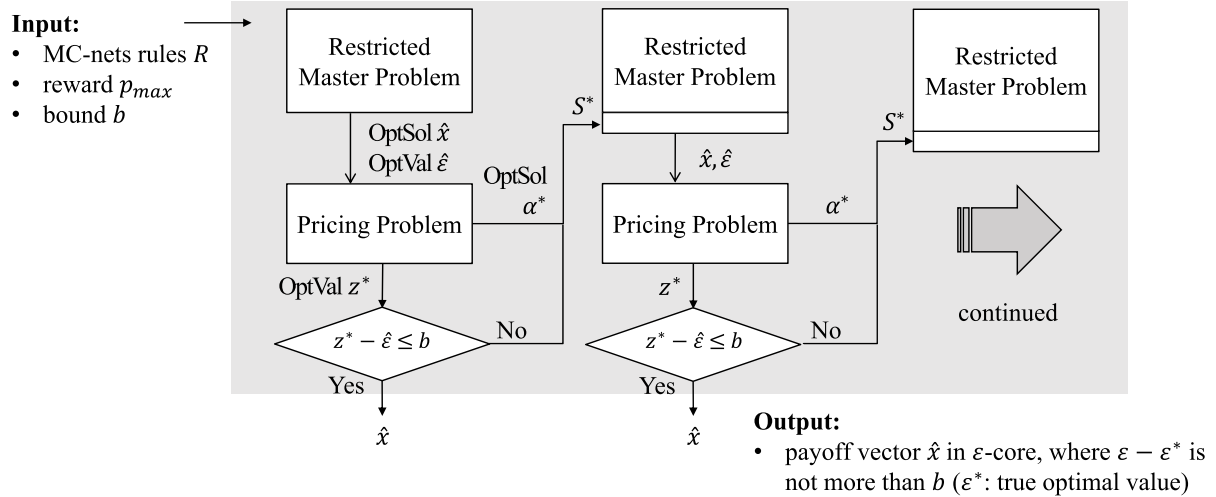 Input:
• MC-nets rules R
• reward p_max
• bound b
Restricted
Master Problem
OptSol x̂
OptVal ε̂
Pricing Problem
OptSol
α*
S*
OptVal z*
z* − ε̂ ≤ b
No
Yes
x̂
Restricted
Master Problem
x̂, ε̂
Pricing Problem
α*
S*
z*
z* − ε̂ ≤ b
No
Yes
x̂
Restricted
Master Problem
continued
Output:
• payoff vector x̂ in ε-core, where ε − ε* is
not more than b (ε*: true optimal value)